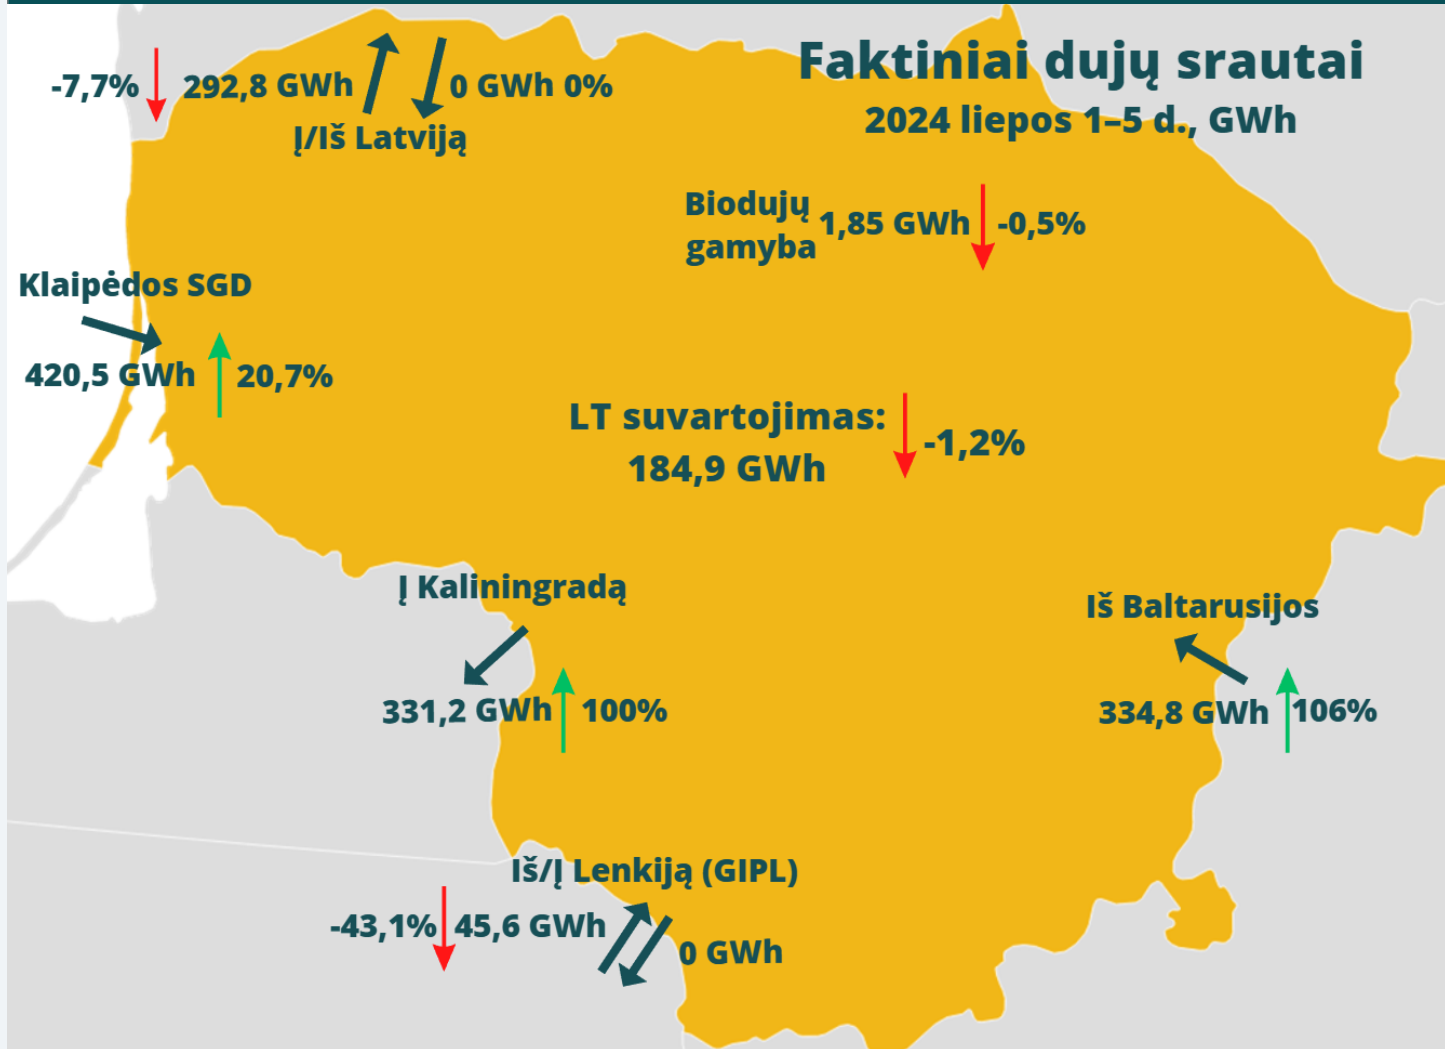 Faktiniai dujų srautai
2024 liepos 1–5 d., GWh
-7,7%
292,8 GWh
0 GWh 0%
Į/Iš Latviją
Biodujų
gamyba
1,85 GWh
-0,5%
Klaipėdos SGD
420,5 GWh
20,7%
LT suvartojimas:
184,9 GWh
-1,2%
Į Kaliningradą
331,2 GWh
100%
Iš Baltarusijos
334,8 GWh
106%
Iš/Į Lenkiją (GIPL)
-43,1%
45,6 GWh
0 GWh